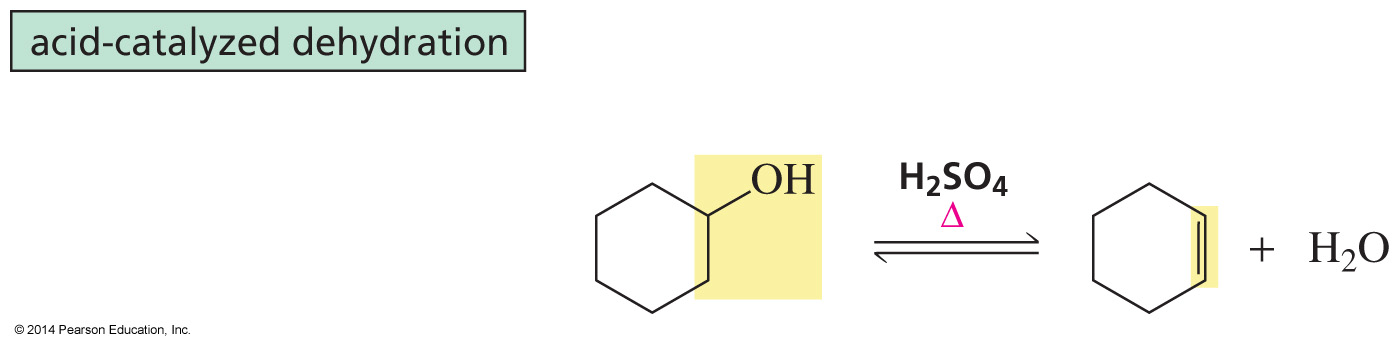 acid-catalyzed dehydration
OH
H₂SO₄
Δ
+ H₂O
© 2014 Pearson Education, Inc.